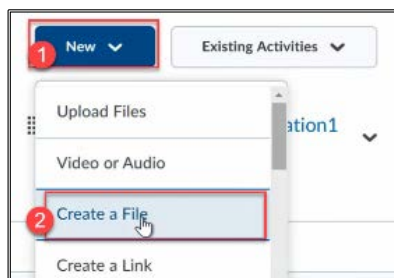 1 New Existing Activities
Upload Files
ation1
Video or Audio
2 Create a File
Create a Link